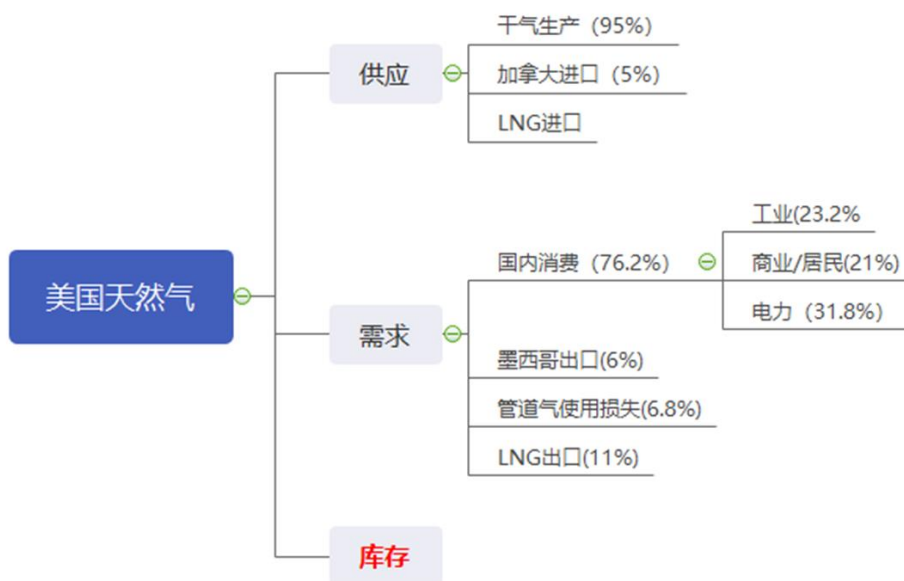 美国天然气
供应
干气生产（95%）
加拿大进口（5%）
LNG进口
需求
国内消费（76.2%）
工业(23.2%
商业/居民(21%)
电力（31.8%）
墨西哥出口(6%)
管道气使用损失(6.8%)
LNG出口(11%)
库存